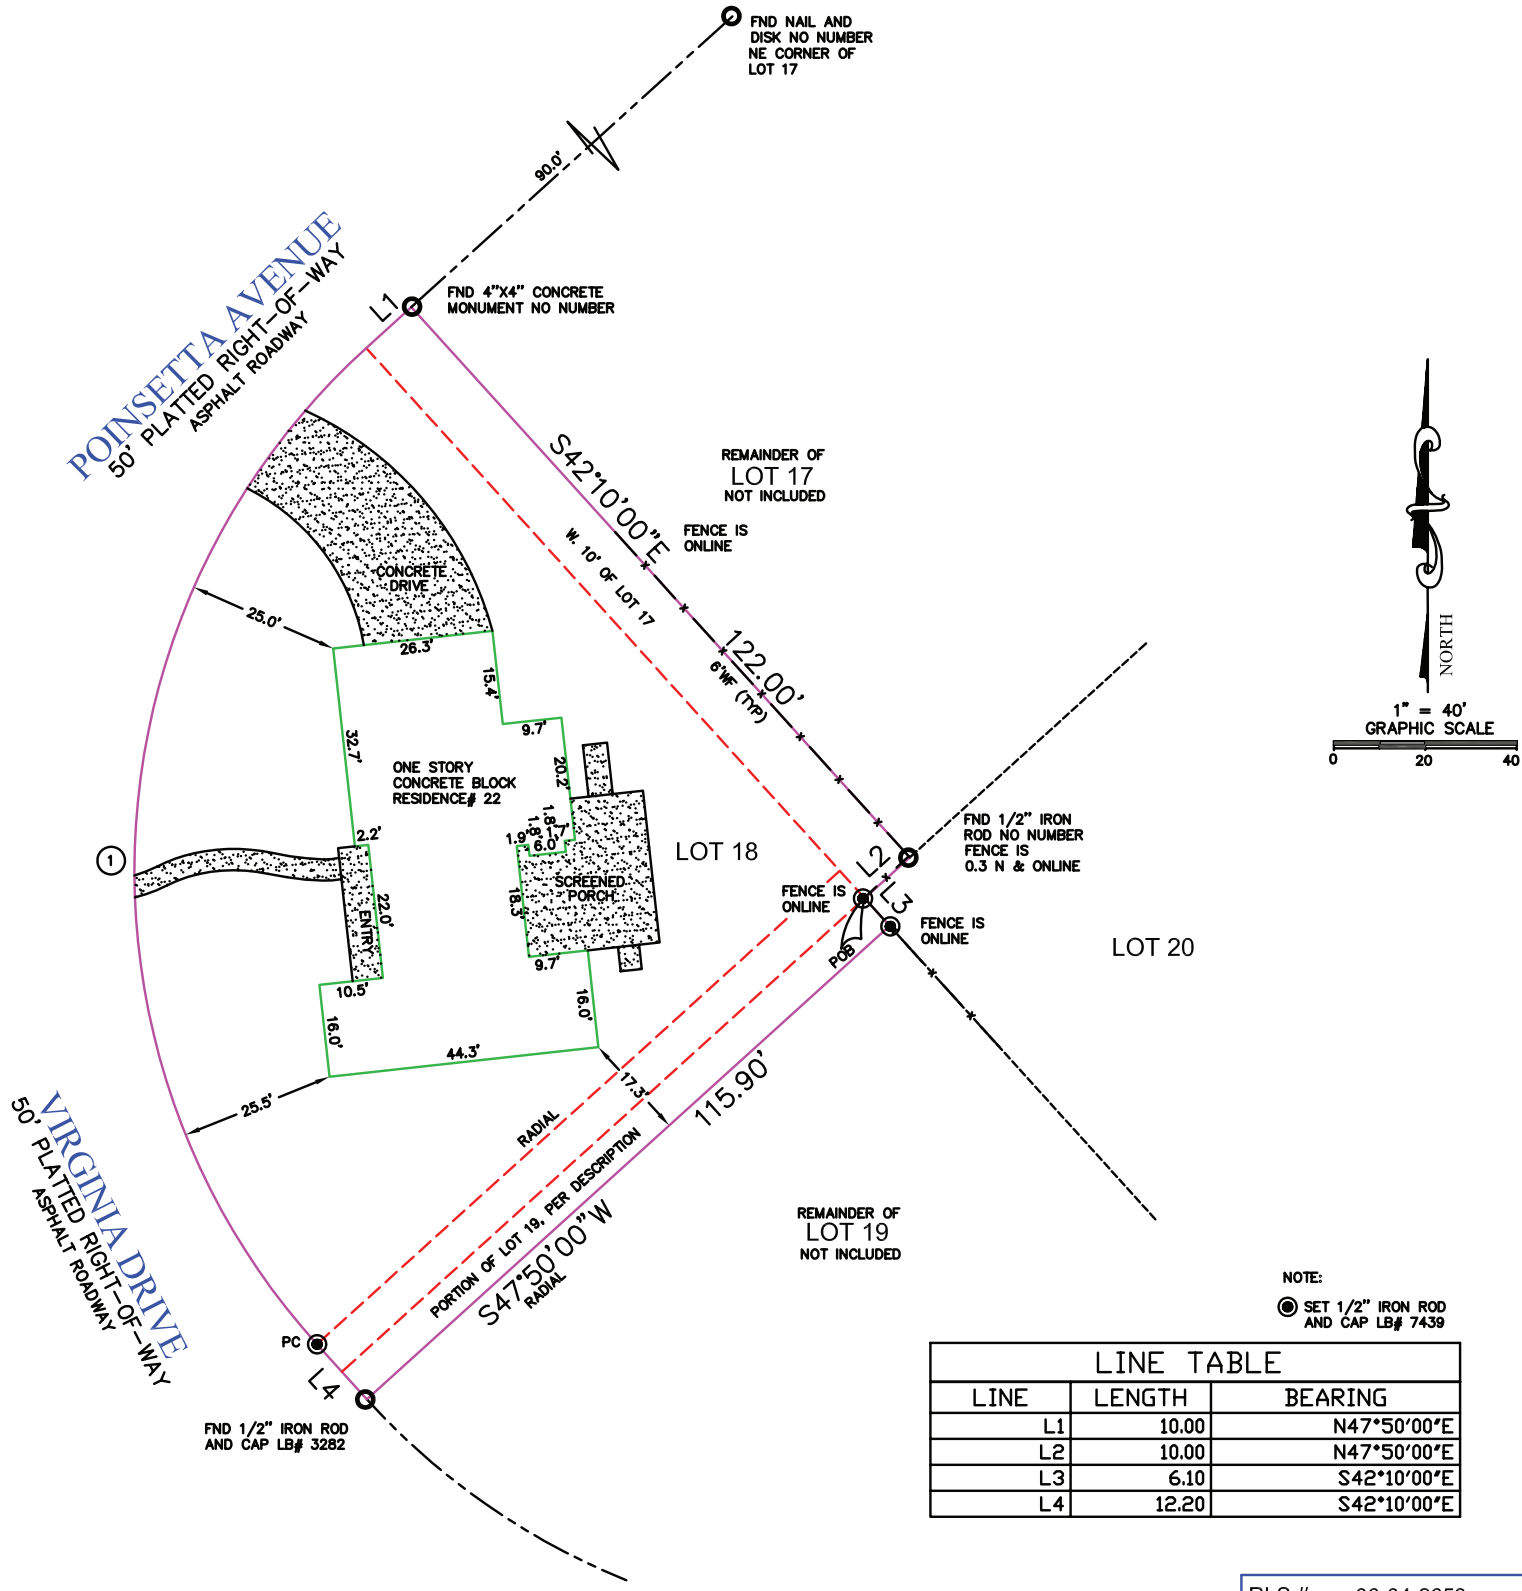 FND NAIL AND
DISK NO NUMBER
NE CORNER OF
LOT 17
90.0'
POINSETTA AVENUE
50' PLATTED RIGHT-OF-WAY
ASPHALT ROADWAY
L1
FND 4"X4" CONCRETE
MONUMENT NO NUMBER
S42°10'00"E
122.00'
REMAINDER OF
LOT 17
NOT INCLUDED
FENCE IS
ONLINE
W. 10' OF LOT 17
6'WF (TYP)
CONCRETE
DRIVE
25.0'
26.3'
15.4'
9.7'
32.7'
20.2'
ONE STORY
CONCRETE BLOCK
RESIDENCE# 22
1.8'
1.8'
1.7'
1.9'
6.0'
2.2'
LOT 18
SCREENED
PORCH
18.3'
22.0'
ENTRY
9.7'
10.5'
16.0'
16.0'
44.3'
25.5'
17.3'
1
NORTH
1" = 40'
GRAPHIC SCALE
0 20 40
FND 1/2" IRON
ROD NO NUMBER
FENCE IS
0.3 N & ONLINE
L2
L3
FENCE IS
ONLINE
FENCE IS
ONLINE
POB
LOT 20
115.90'
S47°50'00"W
RADIAL
RADIAL
PORTION OF LOT 19, PER DESCRIPTION
REMAINDER OF
LOT 19
NOT INCLUDED
VIRGINIA DRIVE
50' PLATTED RIGHT-OF-WAY
ASPHALT ROADWAY
PC
L4
FND 1/2" IRON ROD
AND CAP LB# 3282
NOTE:
SET 1/2" IRON ROD
AND CAP LB# 7439
LINE TABLE
LINE LENGTH BEARING
L1 10.00 N47°50'00"E
L2 10.00 N47°50'00"E
L3 6.10 S42°10'00"E
L4 12.20 S42°10'00"E